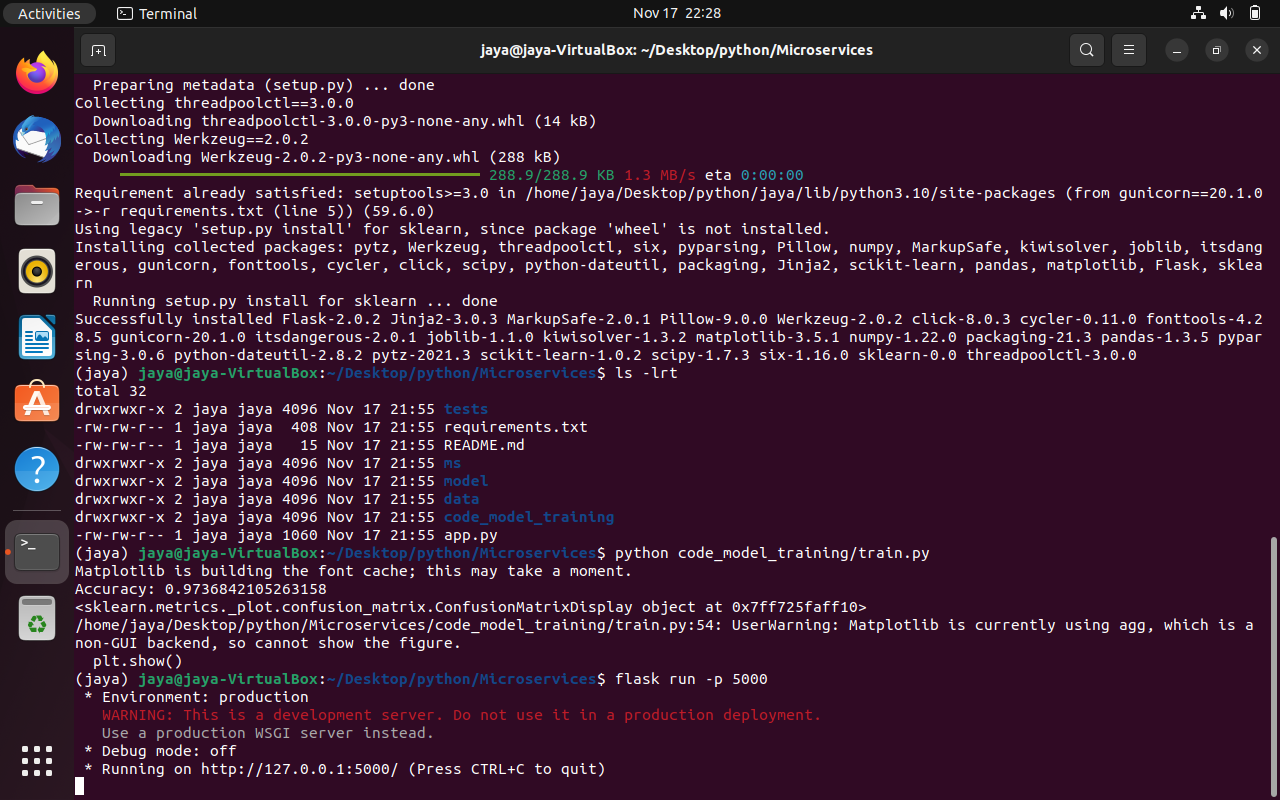 Activities
Terminal
Nov 17 22:28
jaya@jaya-VirtualBox: ~/Desktop/python/Microservices
  Preparing metadata (setup.py) ... done
Collecting threadpoolctl==3.0.0
  Downloading threadpoolctl-3.0.0-py3-none-any.whl (14 kB)
Collecting Werkzeug==2.0.2
  Downloading Werkzeug-2.0.2-py3-none-any.whl (288 kB)
288.9/288.9 KB 1.3 MB/s eta 0:00:00
Requirement already satisfied: setuptools>=3.0 in /home/jaya/Desktop/python/jaya/lib/python3.10/site-packages (from gunicorn==20.1.0
->-r requirements.txt (line 5)) (59.6.0)
Using legacy 'setup.py install' for sklearn, since package 'wheel' is not installed.
Installing collected packages: pytz, Werkzeug, threadpoolctl, six, pyparsing, Pillow, numpy, MarkupSafe, kiwisolver, joblib, itsdang
erous, gunicorn, fonttools, cycler, click, scipy, python-dateutil, packaging, Jinja2, scikit-learn, pandas, matplotlib, Flask, sklea
rn
  Running setup.py install for sklearn ... done
Successfully installed Flask-2.0.2 Jinja2-3.0.3 MarkupSafe-2.0.1 Pillow-9.0.0 Werkzeug-2.0.2 click-8.0.3 cycler-0.11.0 fonttools-4.2
8.5 gunicorn-20.1.0 itsdangerous-2.0.1 joblib-1.1.0 kiwisolver-1.3.2 matplotlib-3.5.1 numpy-1.22.0 packaging-21.3 pandas-1.3.5 pypar
sing-3.0.6 python-dateutil-2.8.2 pytz-2021.3 scikit-learn-1.0.2 scipy-1.7.3 six-1.16.0 sklearn-0.0 threadpoolctl-3.0.0
(jaya) jaya@jaya-VirtualBox:~/Desktop/python/Microservices$ ls -lrt
total 32
drwxrwxr-x 2 jaya jaya 4096 Nov 17 21:55 tests
-rw-rw-r-- 1 jaya jaya  408 Nov 17 21:55 requirements.txt
-rw-rw-r-- 1 jaya jaya   15 Nov 17 21:55 README.md
drwxrwxr-x 2 jaya jaya 4096 Nov 17 21:55 ms
drwxrwxr-x 2 jaya jaya 4096 Nov 17 21:55 model
drwxrwxr-x 2 jaya jaya 4096 Nov 17 21:55 data
drwxrwxr-x 2 jaya jaya 4096 Nov 17 21:55 code_model_training
-rw-rw-r-- 1 jaya jaya 1060 Nov 17 21:55 app.py
(jaya) jaya@jaya-VirtualBox:~/Desktop/python/Microservices$ python code_model_training/train.py
Matplotlib is building the font cache; this may take a moment.
Accuracy: 0.9736842105263158
<sklearn.metrics._plot.confusion_matrix.ConfusionMatrixDisplay object at 0x7ff725faff10>
/home/jaya/Desktop/python/Microservices/code_model_training/train.py:54: UserWarning: Matplotlib is currently using agg, which is a
non-GUI backend, so cannot show the figure.
  plt.show()
(jaya) jaya@jaya-VirtualBox:~/Desktop/python/Microservices$ flask run -p 5000
 * Environment: production
   WARNING: This is a development server. Do not use it in a production deployment.
   Use a production WSGI server instead.
 * Debug mode: off
 * Running on http://127.0.0.1:5000/ (Press CTRL+C to quit)